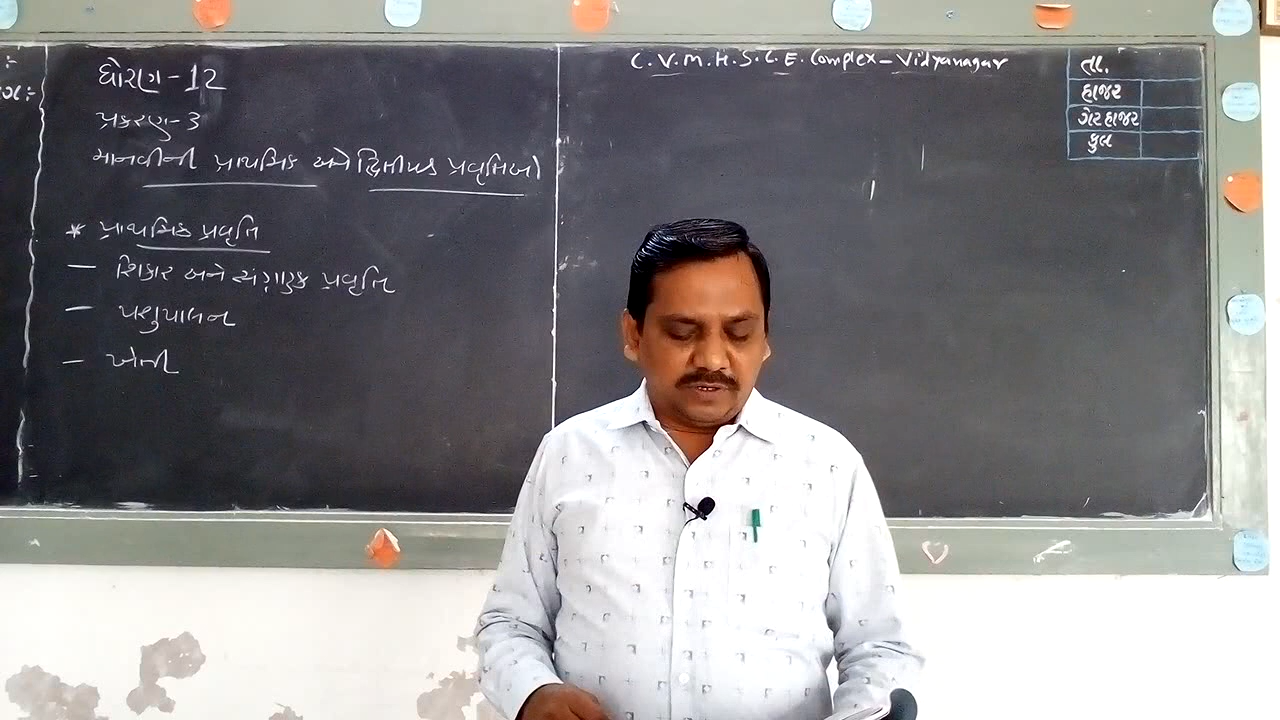 ધોરણ-12
પ્રકરણ-3
માનવીની પ્રાથમિક અને દ્વિતીયક પ્રવૃત્તિઓ
* પ્રાથમિક પ્રવૃત્તિ
- શિકાર અને સંગ્રાહક પ્રવૃત્તિ
- પશુપાલન
- ખેતી
C.V.M.H.S.C.E. Complex-Vidyanagar
તા.
હાજર
ગેરહાજર
કુલ